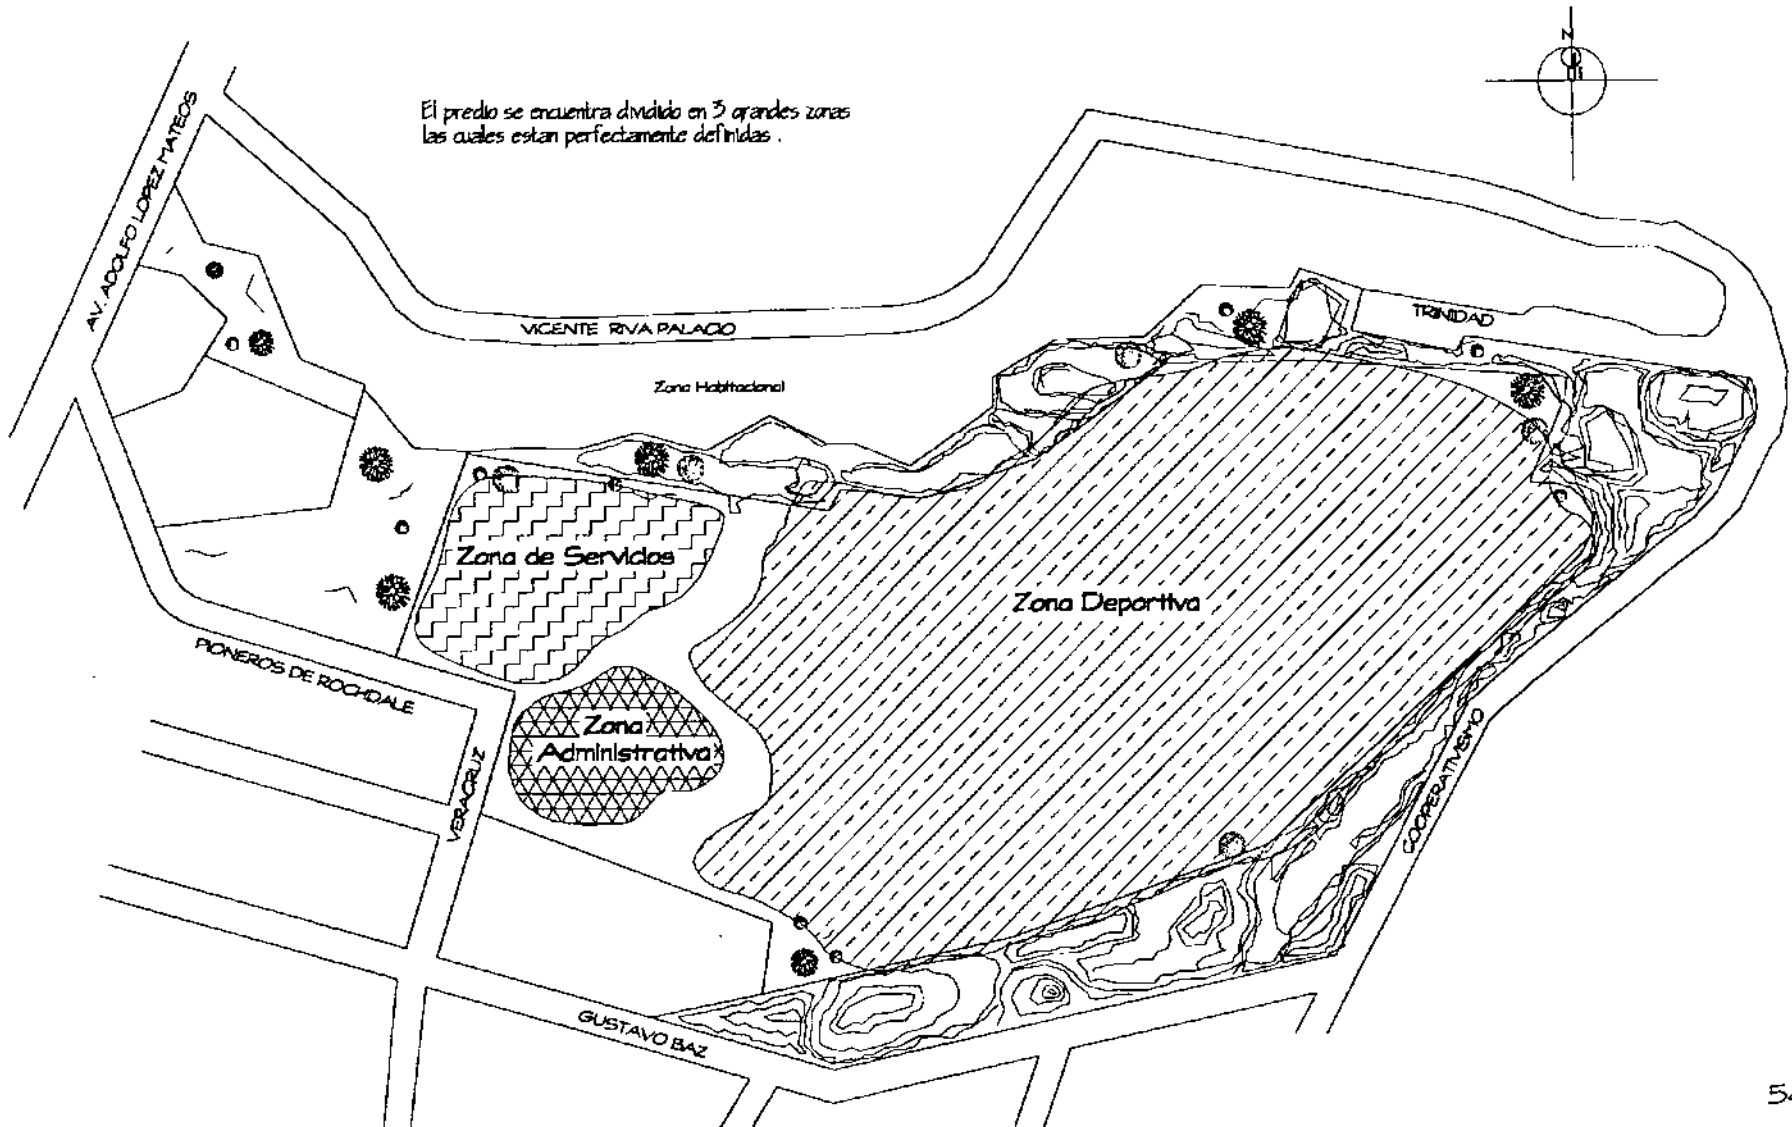 N
El predio se encuentra dividido en 3 grandes zonas
las cuales estan perfectamente definidas .
AV. ADOLFO LOPEZ MATEOS
VICENTE RIVA PALACIO
TRINIDAD
Zona Habitacional
Zona de Servicios
Zona Deportiva
PIONEROS DE ROCHDALE
Zona
Administrativa
VERACRUZ
COOPERATIVISMO
GUSTAVO BAZ